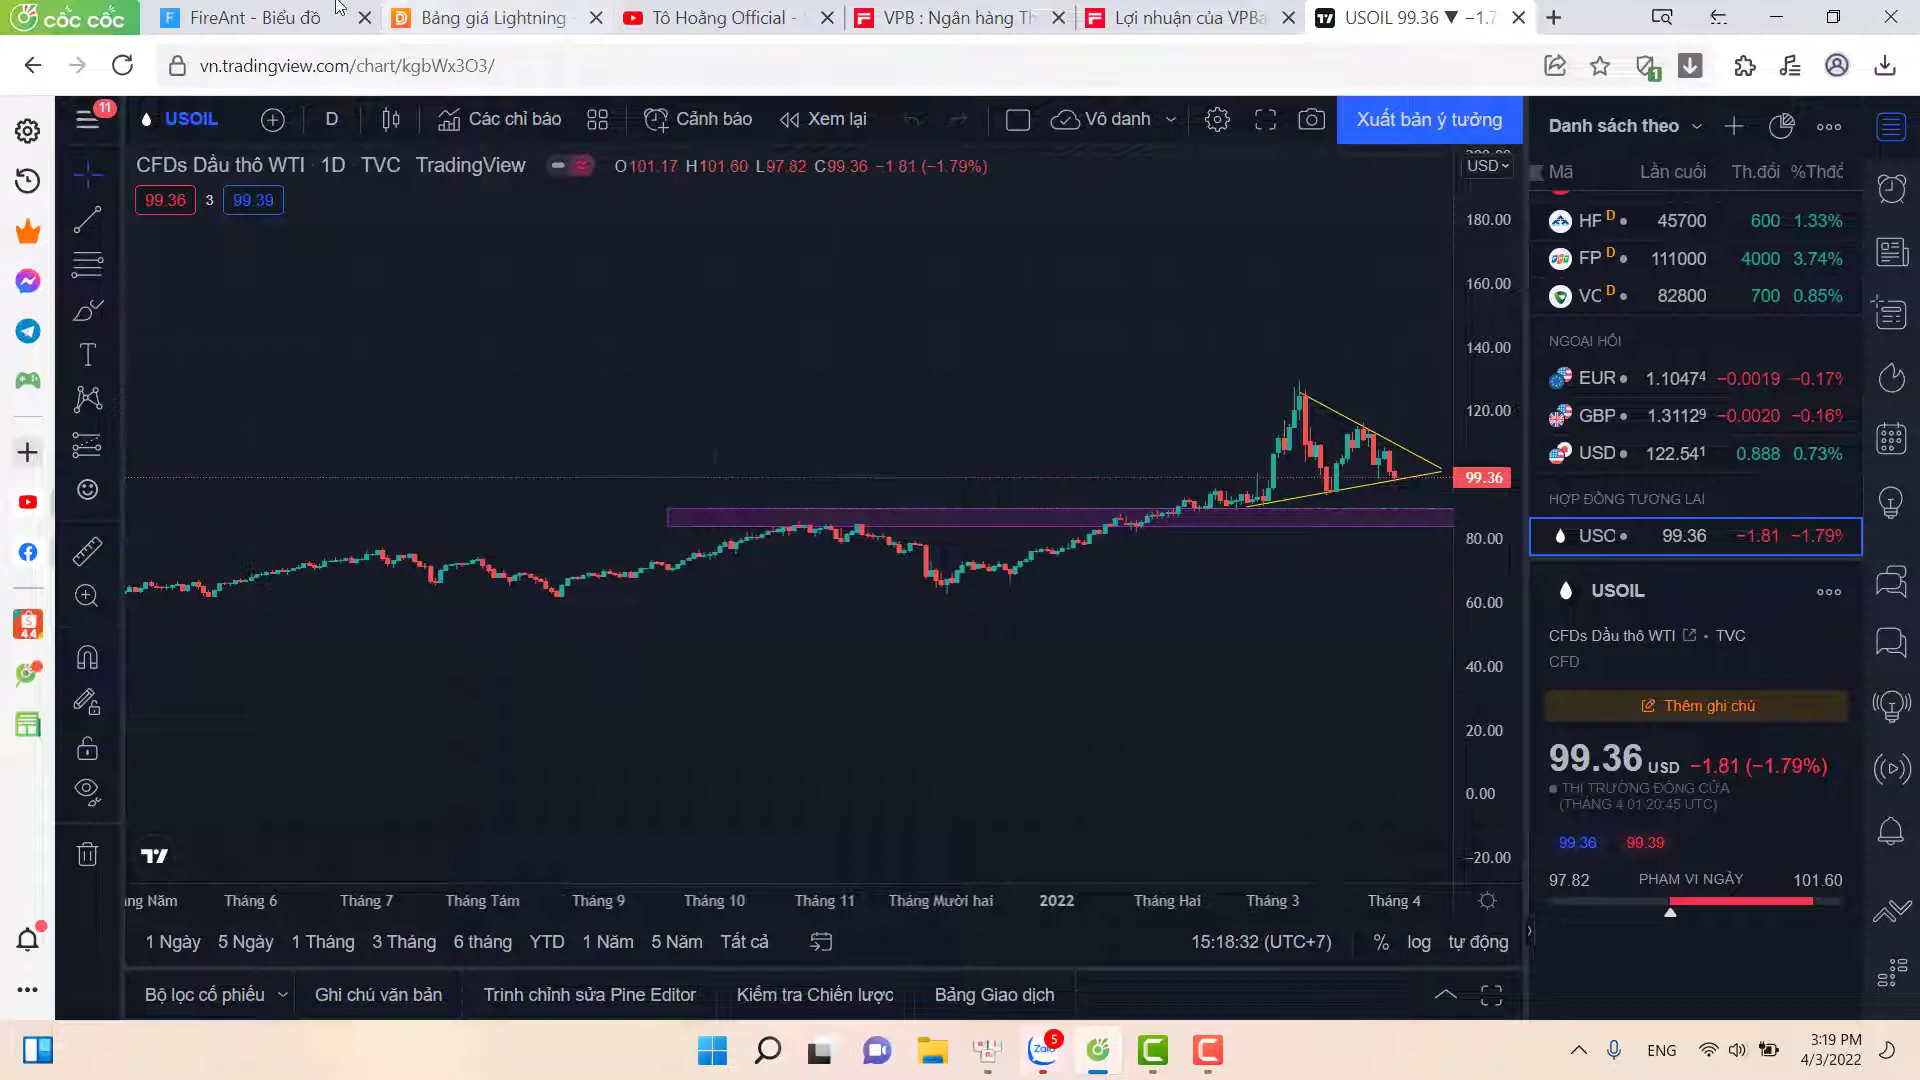 cốc cốc
FireAnt - Biểu đồ
Bảng giá Lightning
Tô Hoằng Official -
VPB : Ngân hàng Th
Lợi nhuận của VPBa
USOIL 99.36 ▼ −1.7
vn.tradingview.com/chart/kgbWx3O3/
1
11
USOIL
D
Các chỉ báo
Cảnh báo
Xem lại
Vô danh
Xuất bản ý tưởng
Danh sách theo
CFDs Dầu thô WTI · 1D · TVC · TradingView
O101.17 H101.60 L97.82 C99.36 −1.81 (−1.79%)
USD
99.36
3
99.39
Mã
Lần cuối
Th.đổi
%Thđổ
180.00
160.00
140.00
120.00
99.36
80.00
60.00
40.00
20.00
0.00
−20.00
HP D 45700 600 1.33%
FP D 111000 4000 3.74%
VC D 82800 700 0.85%
NGOẠI HỐI
EUR 1.10474 −0.0019 −0.17%
GBP 1.31129 −0.0020 −0.16%
USD 122.541 0.888 0.73%
HỢP ĐỒNG TƯƠNG LAI
USO 99.36 −1.81 −1.79%
USOIL
CFDs Dầu thô WTI • TVC
CFD
Thêm ghi chú
99.36 USD −1.81 (−1.79%)
THỊ TRƯỜNG ĐÓNG CỬA
(THÁNG 4 01 20:45 UTC)
99.36
99.39
97.82
PHẠM VI NGÀY
101.60
4.4
ng Năm
Tháng 6
Tháng 7
Tháng Tám
Tháng 9
Tháng 10
Tháng 11
Tháng Mười hai
2022
Tháng Hai
Tháng 3
Tháng 4
1 Ngày
5 Ngày
1 Tháng
3 Tháng
6 tháng
YTD
1 Năm
5 Năm
Tất cả
15:18:32 (UTC+7)
%
log
tự động
Bộ lọc cổ phiếu
Ghi chú văn bản
Trình chỉnh sửa Pine Editor
Kiểm tra Chiến lược
Bảng Giao dịch
Zalo
5
ENG
3:19 PM
4/3/2022